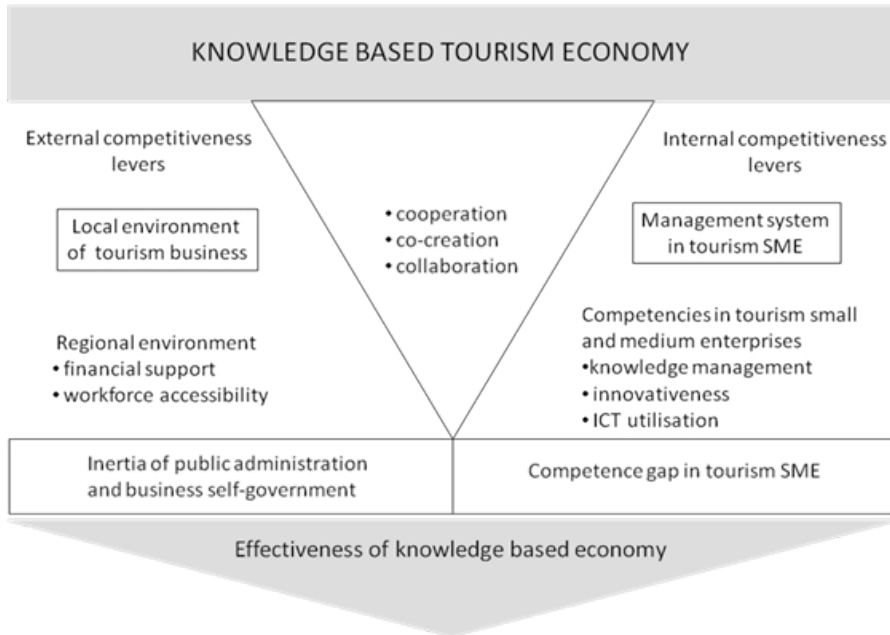 KNOWLEDGE BASED TOURISM ECONOMY
External competitiveness
levers
Local environment
of tourism business
Regional environment
• financial support
• workforce accessibility
• cooperation
• co-creation
• collaboration
Internal competitiveness
levers
Management system
in tourism SME
Competencies in tourism small
and medium enterprises
•knowledge management
• innovativeness
• ICT utilisation
Inertia of public administration
and business self-government
Competence gap in tourism SME
Effectiveness of knowledge based economy